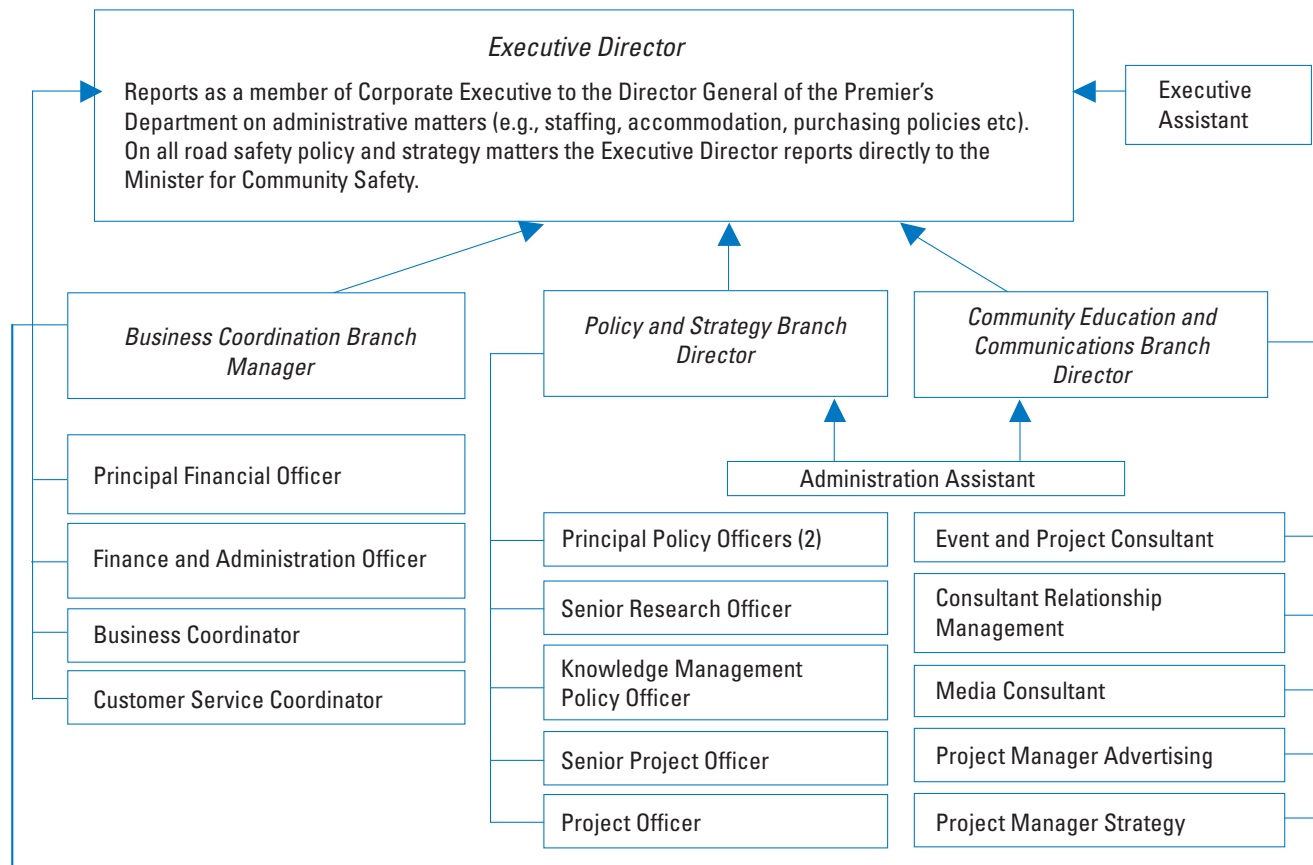 Executive Director
Reports as a member of Corporate Executive to the Director General of the Premier's
Department on administrative matters (e.g., staffing, accommodation, purchasing policies etc).
On all road safety policy and strategy matters the Executive Director reports directly to the
Minister for Community Safety.
Executive
Assistant
Business Coordination Branch
Manager
Policy and Strategy Branch
Director
Community Education and
Communications Branch
Director
Administration Assistant
Principal Financial Officer
Finance and Administration Officer
Business Coordinator
Customer Service Coordinator
Principal Policy Officers (2)
Senior Research Officer
Knowledge Management
Policy Officer
Senior Project Officer
Project Officer
Event and Project Consultant
Consultant Relationship
Management
Media Consultant
Project Manager Advertising
Project Manager Strategy